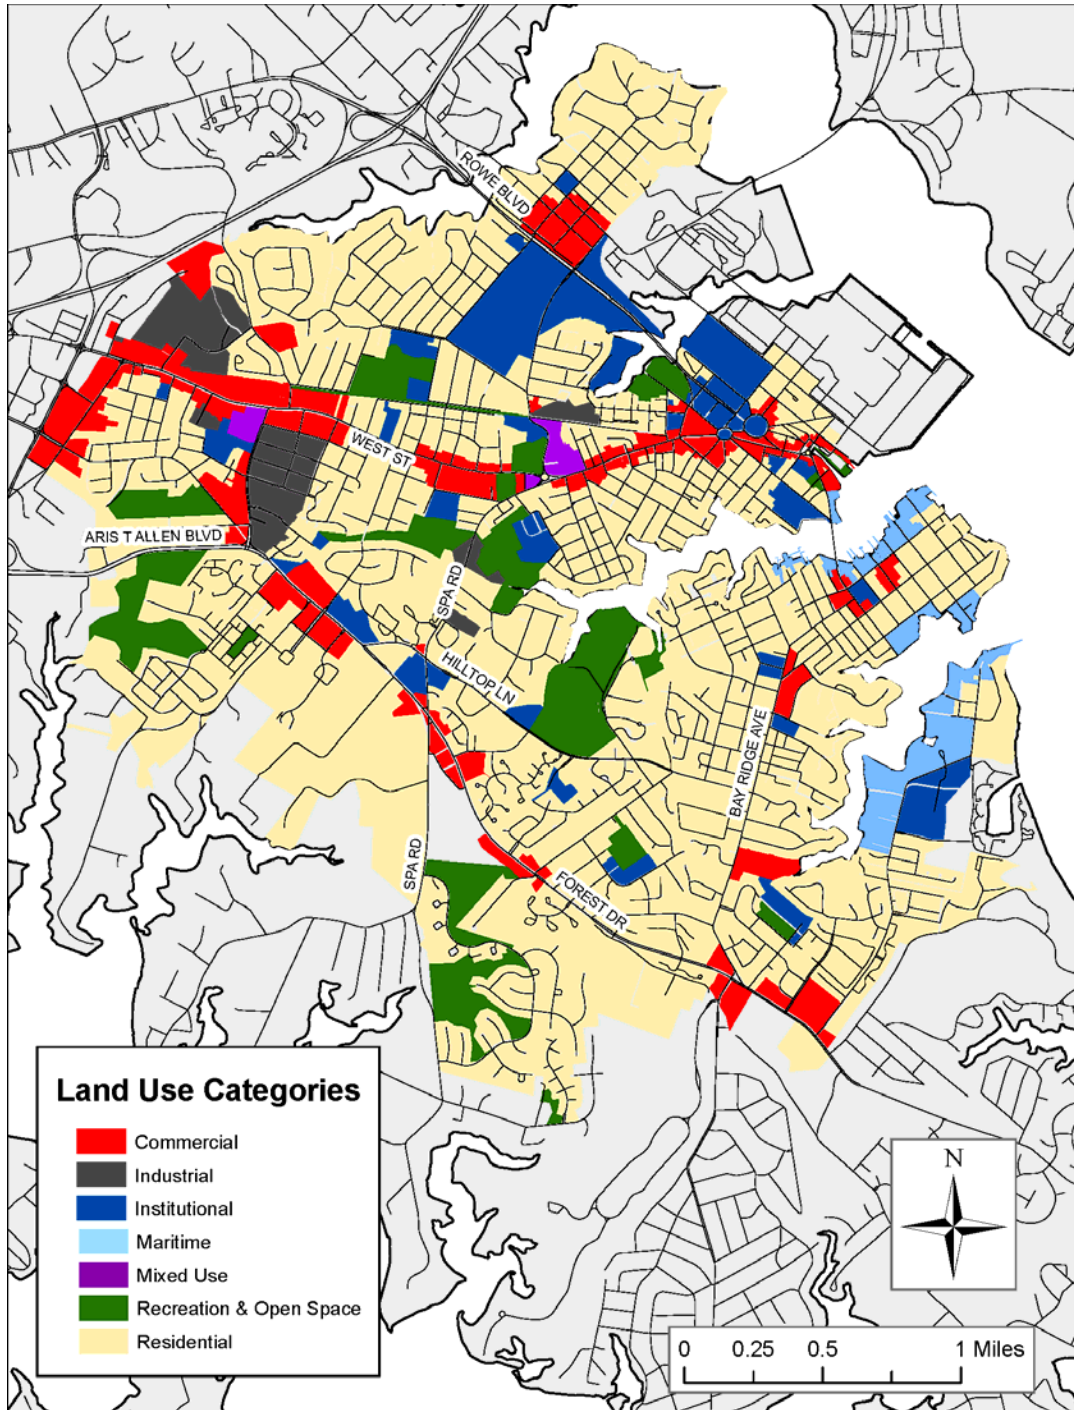 ROWE BLVD
WEST ST
ARIS T ALLEN BLVD
SPA RD
HILLTOP LN
BAY RIDGE AVE
SPA RD
FOREST DR
Land Use Categories
Commercial
Industrial
Institutional
Maritime
Mixed Use
Recreation & Open Space
Residential
N
0 0.25 0.5 1 Miles